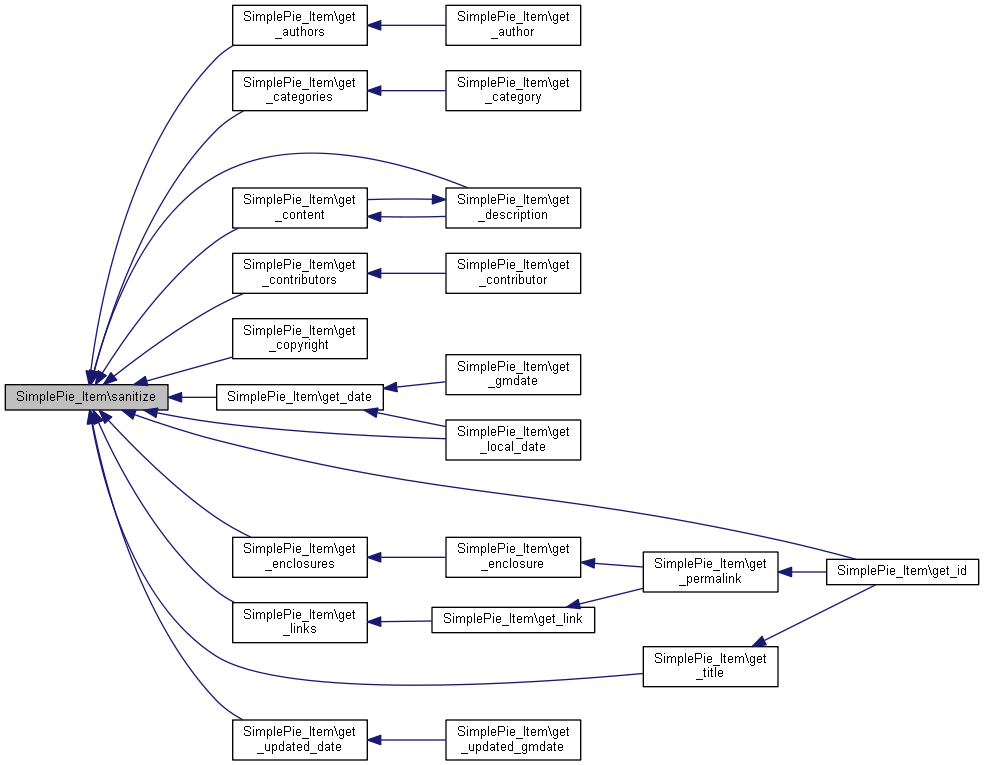 SimplePie_Item\get
_authors
SimplePie_Item\get
_author
SimplePie_Item\get
_categories
SimplePie_Item\get
_category
SimplePie_Item\get
_content
SimplePie_Item\get
_description
SimplePie_Item\get
_contributors
SimplePie_Item\get
_contributor
SimplePie_Item\get
_copyright
SimplePie_Item\sanitize
SimplePie_Item\get_date
SimplePie_Item\get
_gmdate
SimplePie_Item\get
_local_date
SimplePie_Item\get
_enclosures
SimplePie_Item\get
_enclosure
SimplePie_Item\get
_permalink
SimplePie_Item\get_id
SimplePie_Item\get
_links
SimplePie_Item\get_link
SimplePie_Item\get
_title
SimplePie_Item\get
_updated_date
SimplePie_Item\get
_updated_gmdate